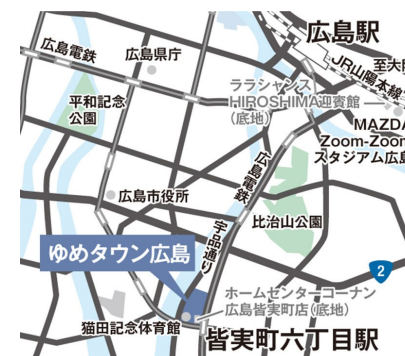 広島駅
広島電鉄
広島県庁
JR山陽本線
至大
ララシャンス
HIROSHIMA迎賓館
(底地)
平和記念
公園
MAZDA
Zoom-Zoom
スタジアム広島
広島電鉄
広島市役所
宇品通り
比治山公園
ゆめタウン広島
2
ホームセンターコーナン
広島皆実町店(底地)
猫田記念体育館
皆実町六丁目駅